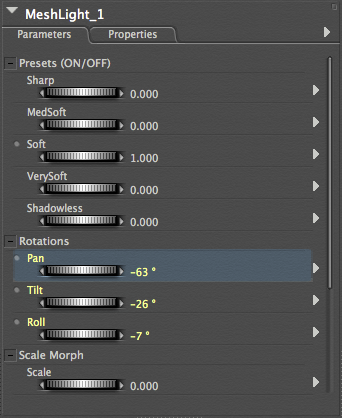 MeshLight_1
Parameters Properties
Presets (ON/OFF)
Sharp
0.000
MedSoft
0.000
Soft
1.000
VerySoft
0.000
Shadowless
0.000
Rotations
Pan
-63 °
Tilt
-26 °
Roll
-7 °
Scale Morph
Scale
0.000